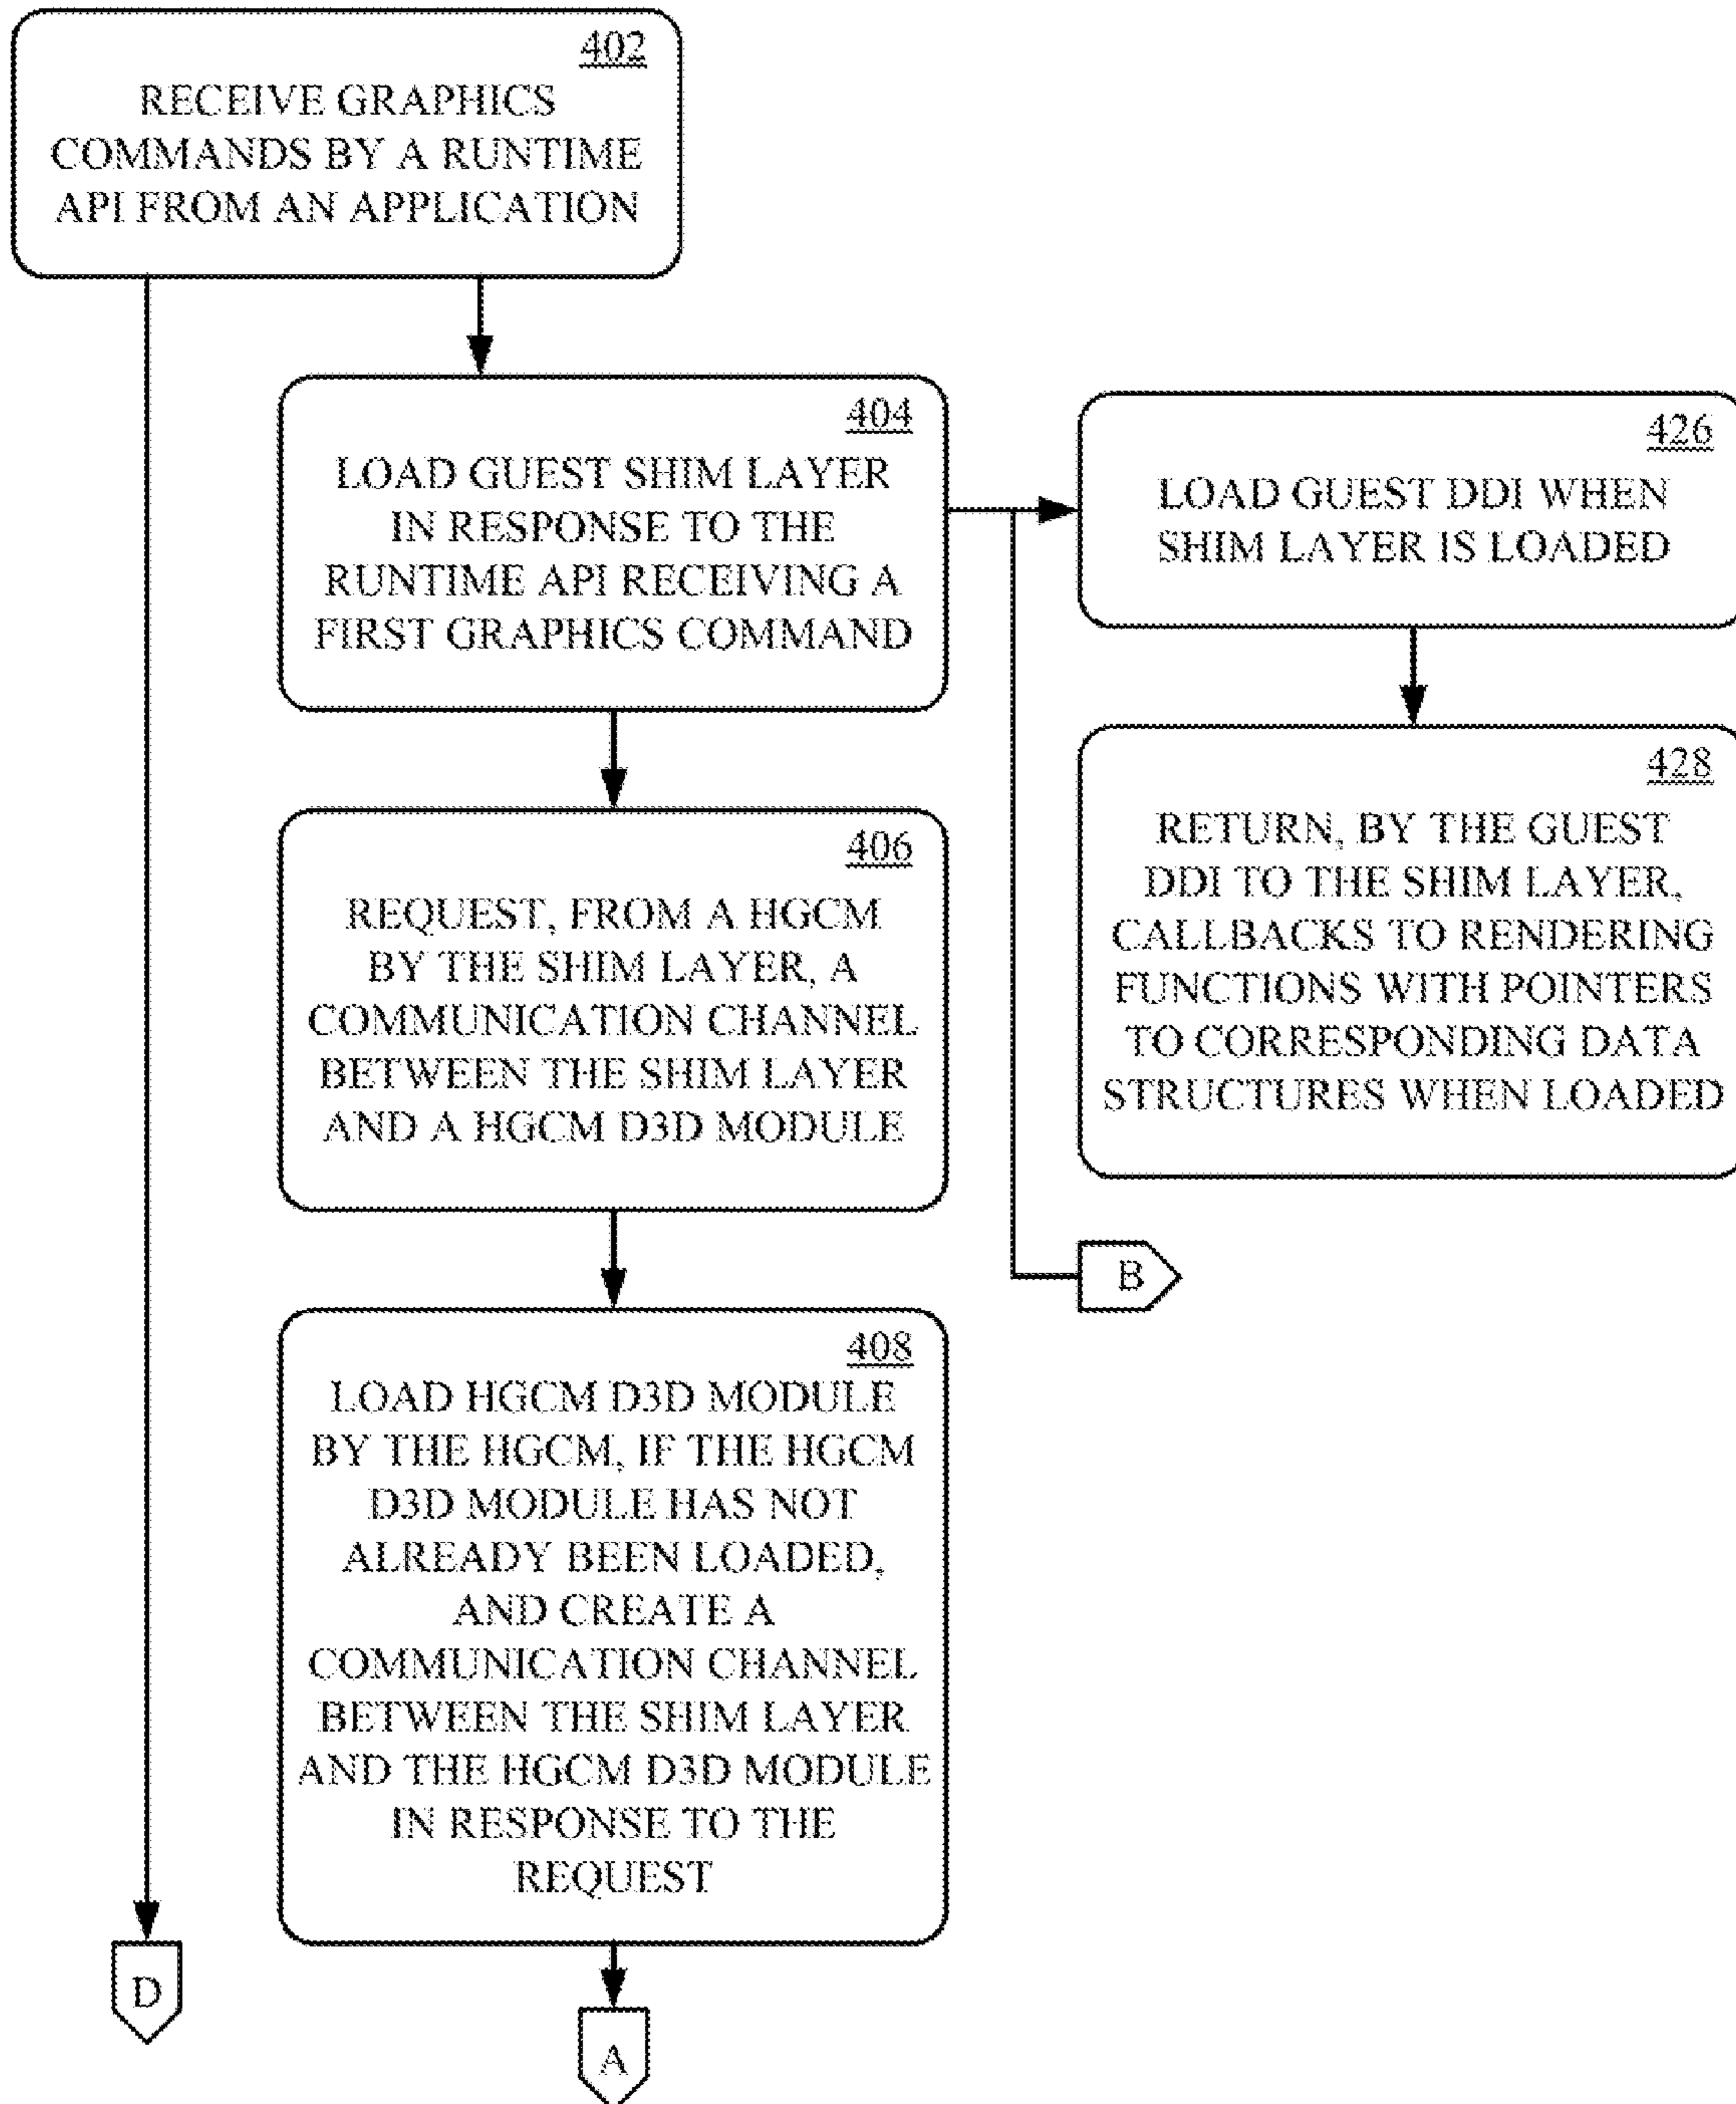 402
RECEIVE GRAPHICS
COMMANDS BY A RUNTIME
API FROM AN APPLICATION
404
LOAD GUEST SHIM LAYER
IN RESPONSE TO THE
RUNTIME API RECEIVING A
FIRST GRAPHICS COMMAND
426
LOAD GUEST DDI WHEN
SHIM LAYER IS LOADED
406
REQUEST, FROM A HGCM
BY THE SHIM LAYER, A
COMMUNICATION CHANNEL
BETWEEN THE SHIM LAYER
AND A HGCM D3D MODULE
428
RETURN, BY THE GUEST
DDI TO THE SHIM LAYER,
CALLBACKS TO RENDERING
FUNCTIONS WITH POINTERS
TO CORRESPONDING DATA
STRUCTURES WHEN LOADED
B
408
LOAD HGCM D3D MODULE
BY THE HGCM, IF THE HGCM
D3D MODULE HAS NOT
ALREADY BEEN LOADED,
AND CREATE A
COMMUNICATION CHANNEL
BETWEEN THE SHIM LAYER
AND THE HGCM D3D MODULE
IN RESPONSE TO THE
REQUEST
D
A